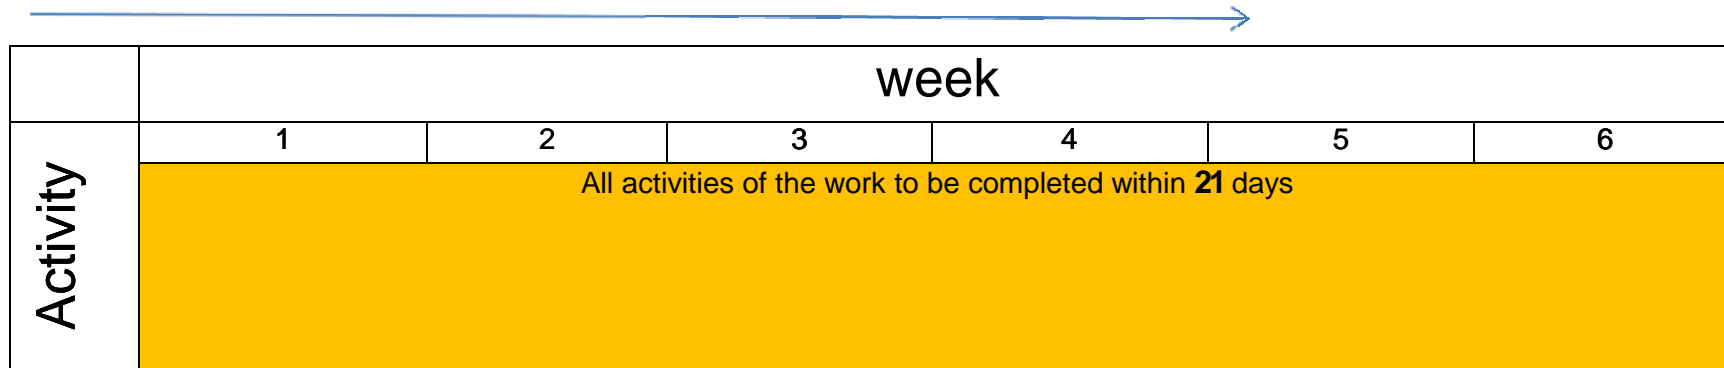 week
1 2 3 4 5 6
Activity
All activities of the work to be completed within 21 days